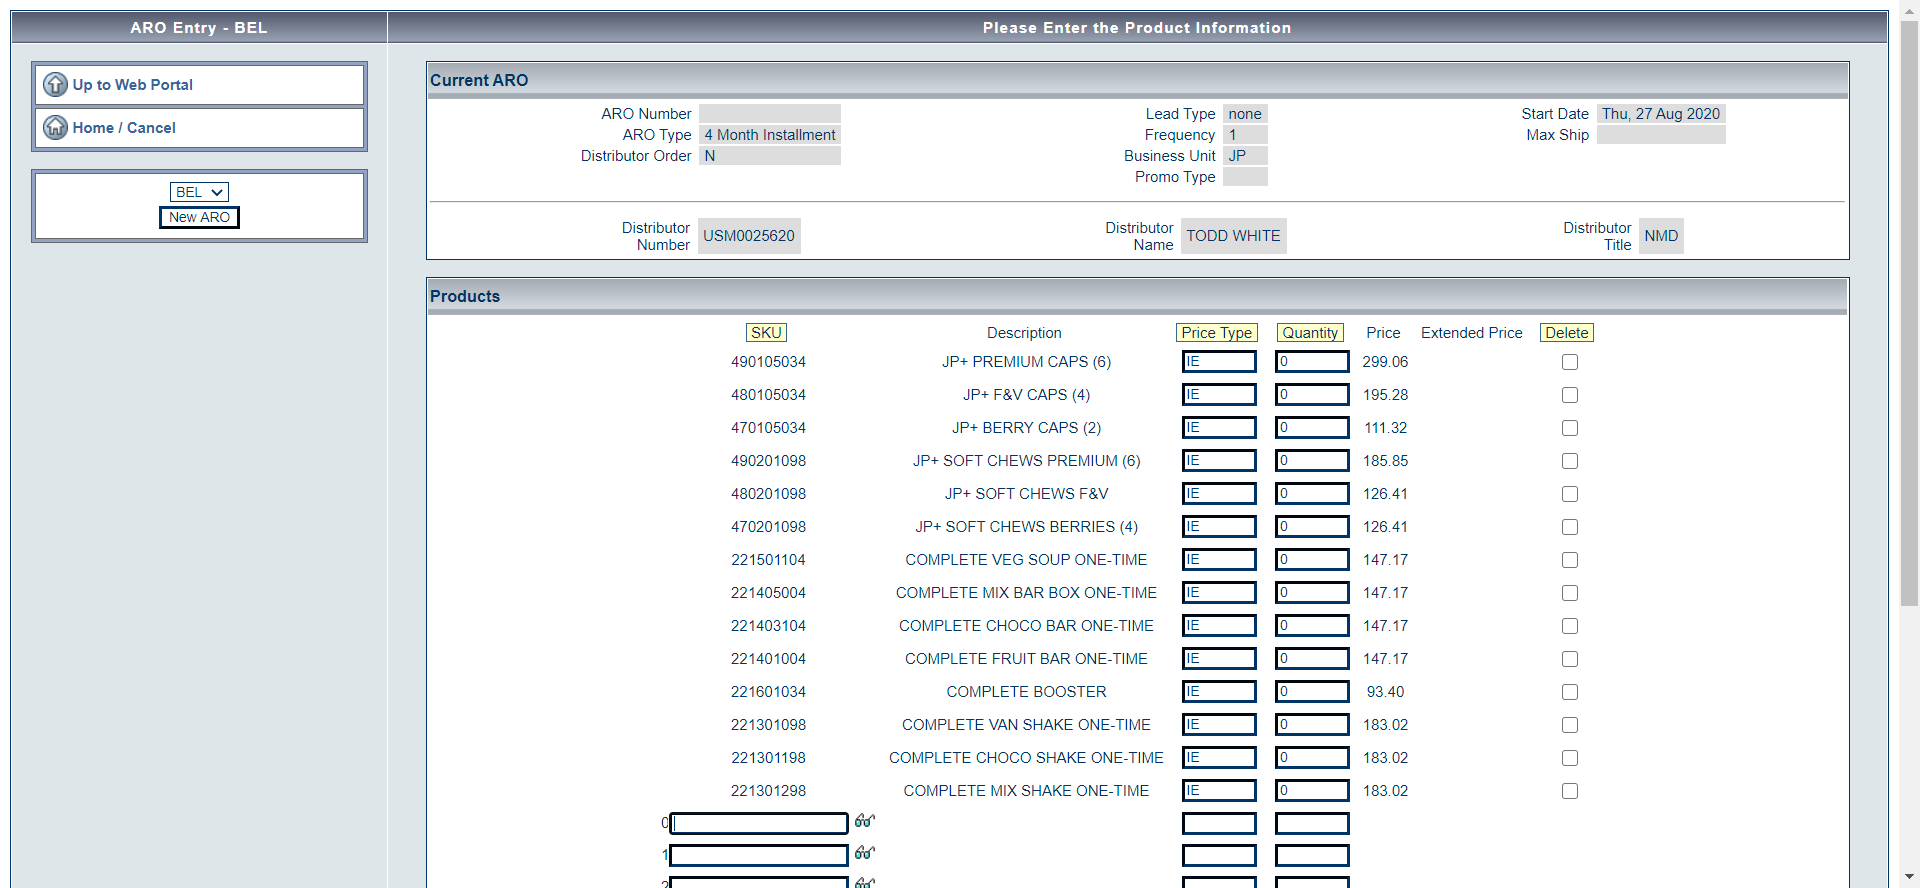 ARO Entry - BEL
Please Enter the Product Information
Up to Web Portal
Home / Cancel
BEL
New ARO
Current ARO
ARO Number
Lead Type none
Start Date Thu, 27 Aug 2020
ARO Type 4 Month Installment
Frequency 1
Max Ship
Distributor Order N
Business Unit JP
Promo Type
Distributor Number USM0025620
Distributor Name TODD WHITE
Distributor Title NMD
Products
SKU Description Price Type Quantity Price Extended Price Delete
490105034 JP+ PREMIUM CAPS (6) IE 0 299.06
480105034 JP+ F&V CAPS (4) IE 0 195.28
470105034 JP+ BERRY CAPS (2) IE 0 111.32
490201098 JP+ SOFT CHEWS PREMIUM (6) IE 0 185.85
480201098 JP+ SOFT CHEWS F&V IE 0 126.41
470201098 JP+ SOFT CHEWS BERRIES (4) IE 0 126.41
221501104 COMPLETE VEG SOUP ONE-TIME IE 0 147.17
221405004 COMPLETE MIX BAR BOX ONE-TIME IE 0 147.17
221403104 COMPLETE CHOCO BAR ONE-TIME IE 0 147.17
221401004 COMPLETE FRUIT BAR ONE-TIME IE 0 147.17
221601034 COMPLETE BOOSTER IE 0 93.40
221301098 COMPLETE VAN SHAKE ONE-TIME IE 0 183.02
221301198 COMPLETE CHOCO SHAKE ONE-TIME IE 0 183.02
221301298 COMPLETE MIX SHAKE ONE-TIME IE 0 183.02
0
1
2